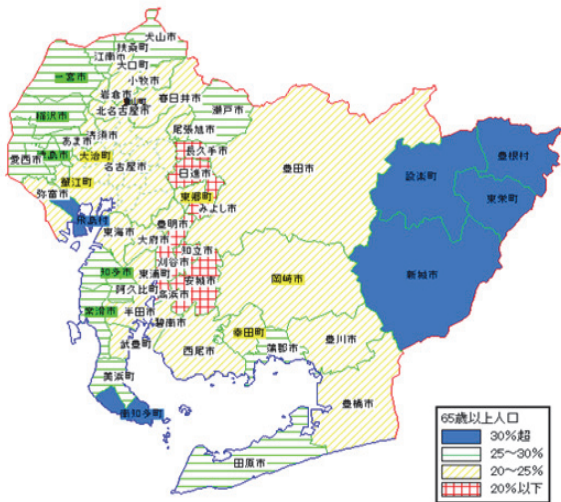 犬山市
扶桑町
江南市
大口町
一宮市
小牧市
岩倉市
豊山町
春日井市
稲沢市
北名古屋市
瀬戸市
清須市
尾張旭市
あま市
長久手市
津島市
大治町
愛西市
名古屋市
日進市
豊田市
豊根村
設楽町
蟹江町
東郷町
東栄町
弥富市
みよし市
飛島村
豊明市
東海市
大府市
知立市
刈谷市
新城市
知多市
東浦町
安城市
岡崎市
阿久比町
高浜市
常滑市
半田市
碧南市
幸田町
武豊町
西尾市
豊川市
蒲郡市
美浜町
豊橋市
南知多町
田原市
65歳以上人口
30%超
25~30%
20~25%
20%以下